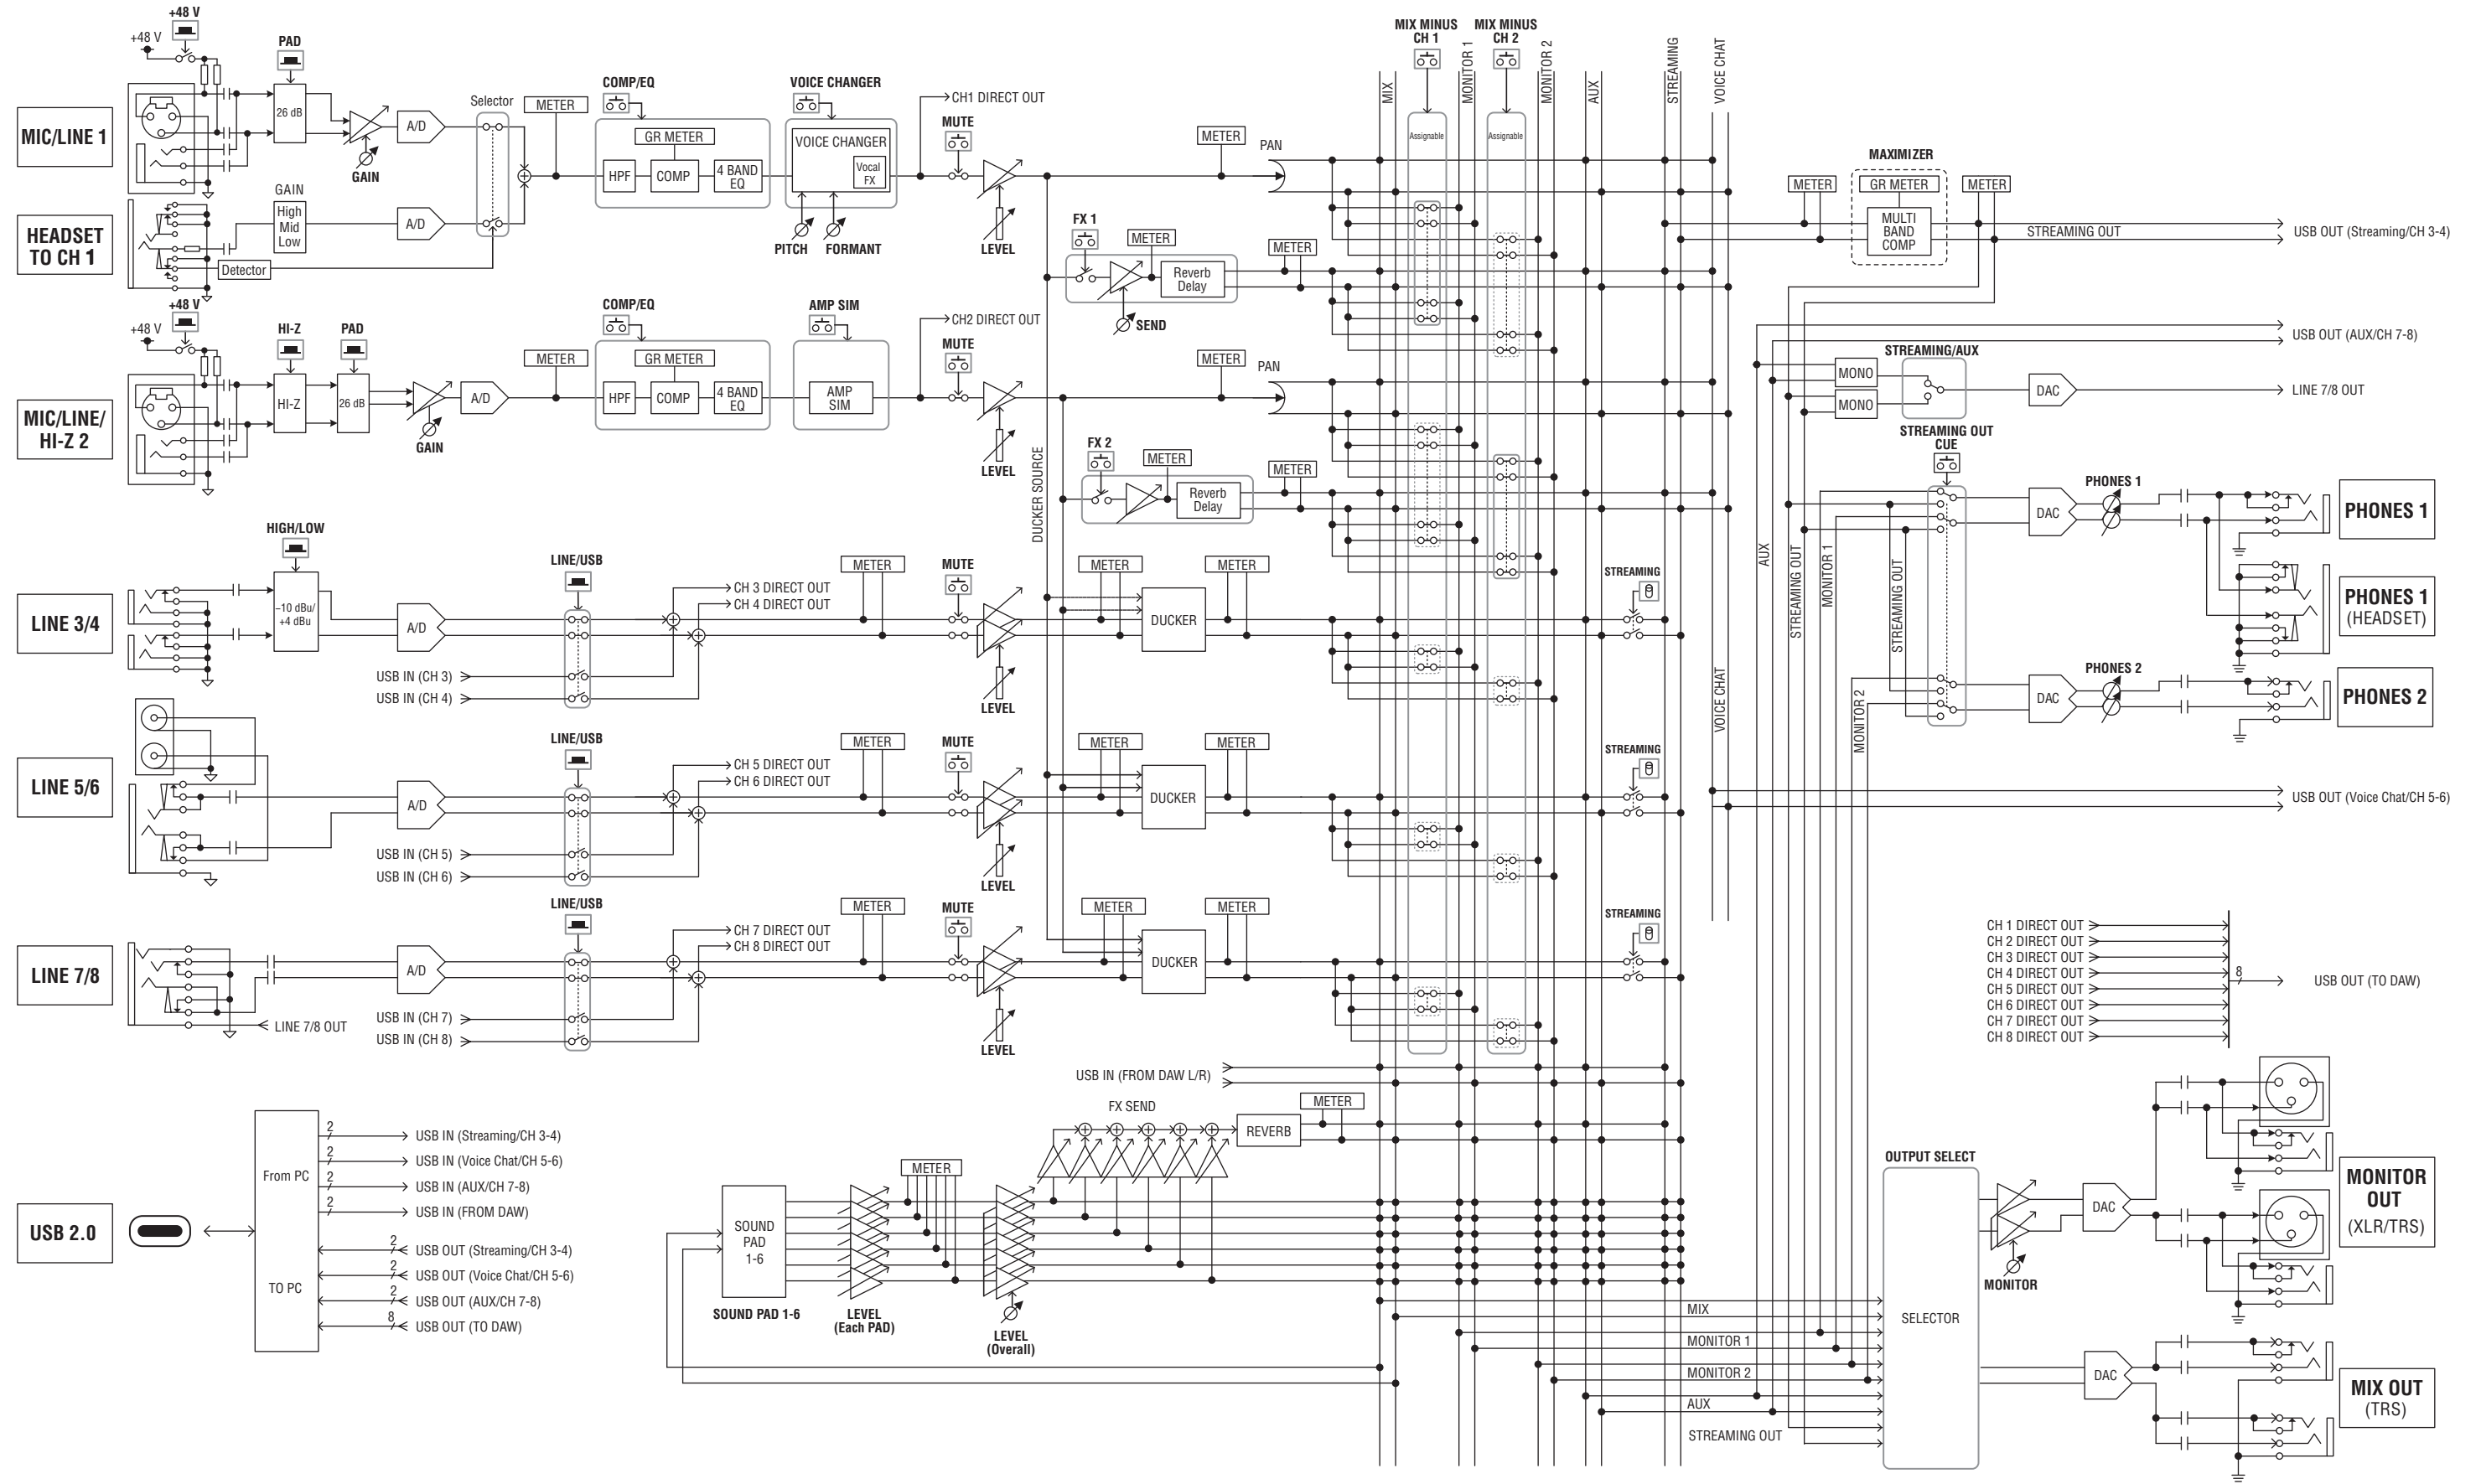 +48 V
+48 V
PAD
26 dB
MIC/LINE 1
GAIN
A/D
Selector
METER
COMP/EQ
GR METER
HPF
COMP
4 BAND
EQ
VOICE CHANGER
VOICE CHANGER
Vocal
FX
PITCH
FORMANT
CH1 DIRECT OUT
MUTE
LEVEL
METER
PAN
HEADSET
TO CH 1
GAIN
High
Mid
Low
A/D
Detector
FX 1
METER
Reverb
Delay
SEND
METER
MIX MINUS
CH 1
MIX MINUS
CH 2
MIX
Assignable
MONITOR 1
Assignable
MONITOR 2
AUX
STREAMING
VOICE CHAT
MAXIMIZER
METER
GR METER
METER
MULTI
BAND
COMP
STREAMING OUT
USB OUT (Streaming/CH 3-4)
+48 V
+48 V
HI-Z
PAD
HI-Z
26 dB
MIC/LINE/
HI-Z 2
GAIN
A/D
METER
COMP/EQ
GR METER
HPF
COMP
4 BAND
EQ
AMP SIM
AMP
SIM
CH2 DIRECT OUT
MUTE
LEVEL
METER
PAN
FX 2
METER
Reverb
Delay
METER
DUCKER SOURCE
USB OUT (AUX/CH 7-8)
STREAMING/AUX
MONO
MONO
DAC
LINE 7/8 OUT
STREAMING OUT
CUE
PHONES 1
DAC
PHONES 1
PHONES 1
(HEADSET)
AUX
STREAMING OUT
MONITOR 1
STREAMING OUT
MONITOR 2
PHONES 2
DAC
PHONES 2
LINE 3/4
HIGH/LOW
−10 dBu/
+4 dBu
A/D
LINE/USB
CH 3 DIRECT OUT
CH 4 DIRECT OUT
USB IN (CH 3)
USB IN (CH 4)
METER
MUTE
LEVEL
METER
METER
DUCKER
STREAMING
VOICE CHAT
LINE 5/6
A/D
LINE/USB
CH 5 DIRECT OUT
CH 6 DIRECT OUT
USB IN (CH 5)
USB IN (CH 6)
METER
MUTE
LEVEL
METER
METER
DUCKER
STREAMING
USB OUT (Voice Chat/CH 5-6)
LINE 7/8
LINE 7/8 OUT
A/D
LINE/USB
CH 7 DIRECT OUT
CH 8 DIRECT OUT
USB IN (CH 7)
USB IN (CH 8)
METER
MUTE
LEVEL
METER
METER
DUCKER
STREAMING
CH 1 DIRECT OUT
CH 2 DIRECT OUT
CH 3 DIRECT OUT
CH 4 DIRECT OUT
CH 5 DIRECT OUT
CH 6 DIRECT OUT
CH 7 DIRECT OUT
CH 8 DIRECT OUT
8
USB OUT (TO DAW)
USB IN (FROM DAW L/R)
USB 2.0
From PC
TO PC
2
USB IN (Streaming/CH 3-4)
2
USB IN (Voice Chat/CH 5-6)
2
USB IN (AUX/CH 7-8)
2
USB IN (FROM DAW)
2
USB OUT (Streaming/CH 3-4)
2
USB OUT (Voice Chat/CH 5-6)
2
USB OUT (AUX/CH 7-8)
8
USB OUT (TO DAW)
SOUND
PAD
1-6
SOUND PAD 1-6
METER
LEVEL
(Each PAD)
LEVEL
(Overall)
FX SEND
REVERB
METER
MIX
MONITOR 1
MONITOR 2
AUX
STREAMING OUT
OUTPUT SELECT
SELECTOR
MONITOR
DAC
MONITOR
OUT
(XLR/TRS)
DAC
MIX OUT
(TRS)